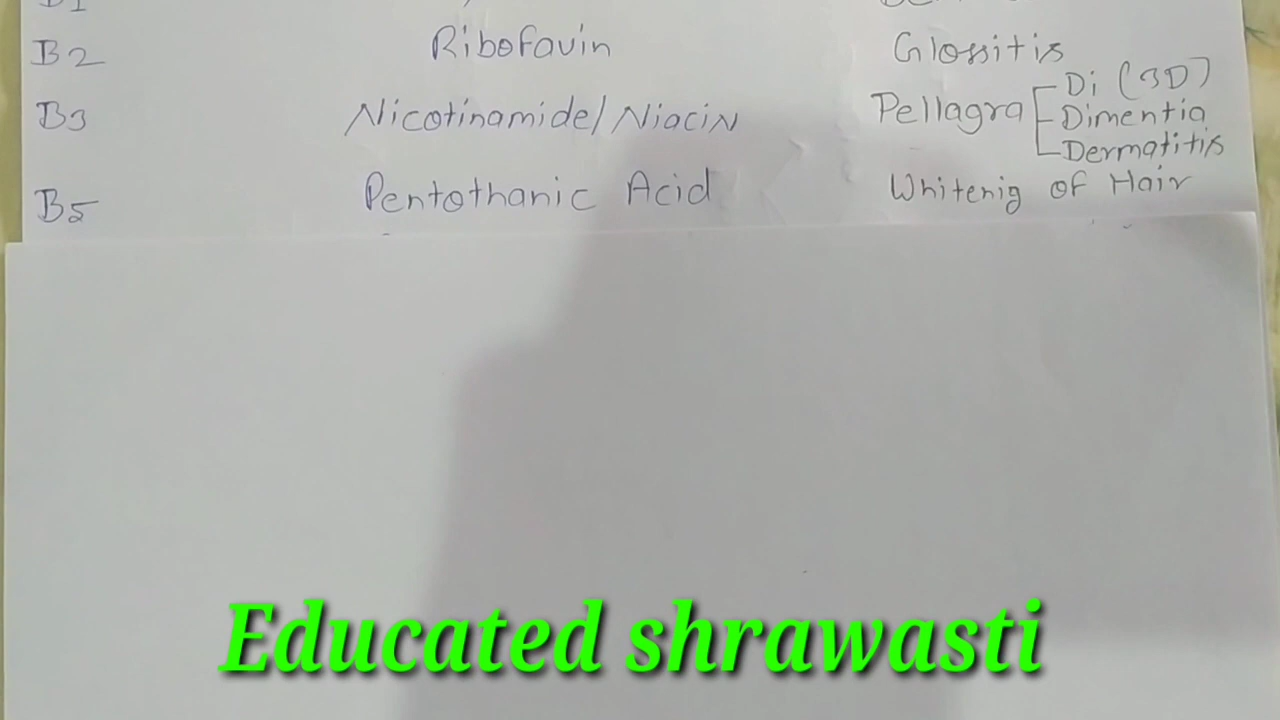 B1
B2 Ribofavin Glossitis
B3 Nicotinamide/Niacin Pellagra Di (3D)
Dimentia
Dermatitis
B5 Pentothanic Acid Whitenig of Hair
Educated shrawasti